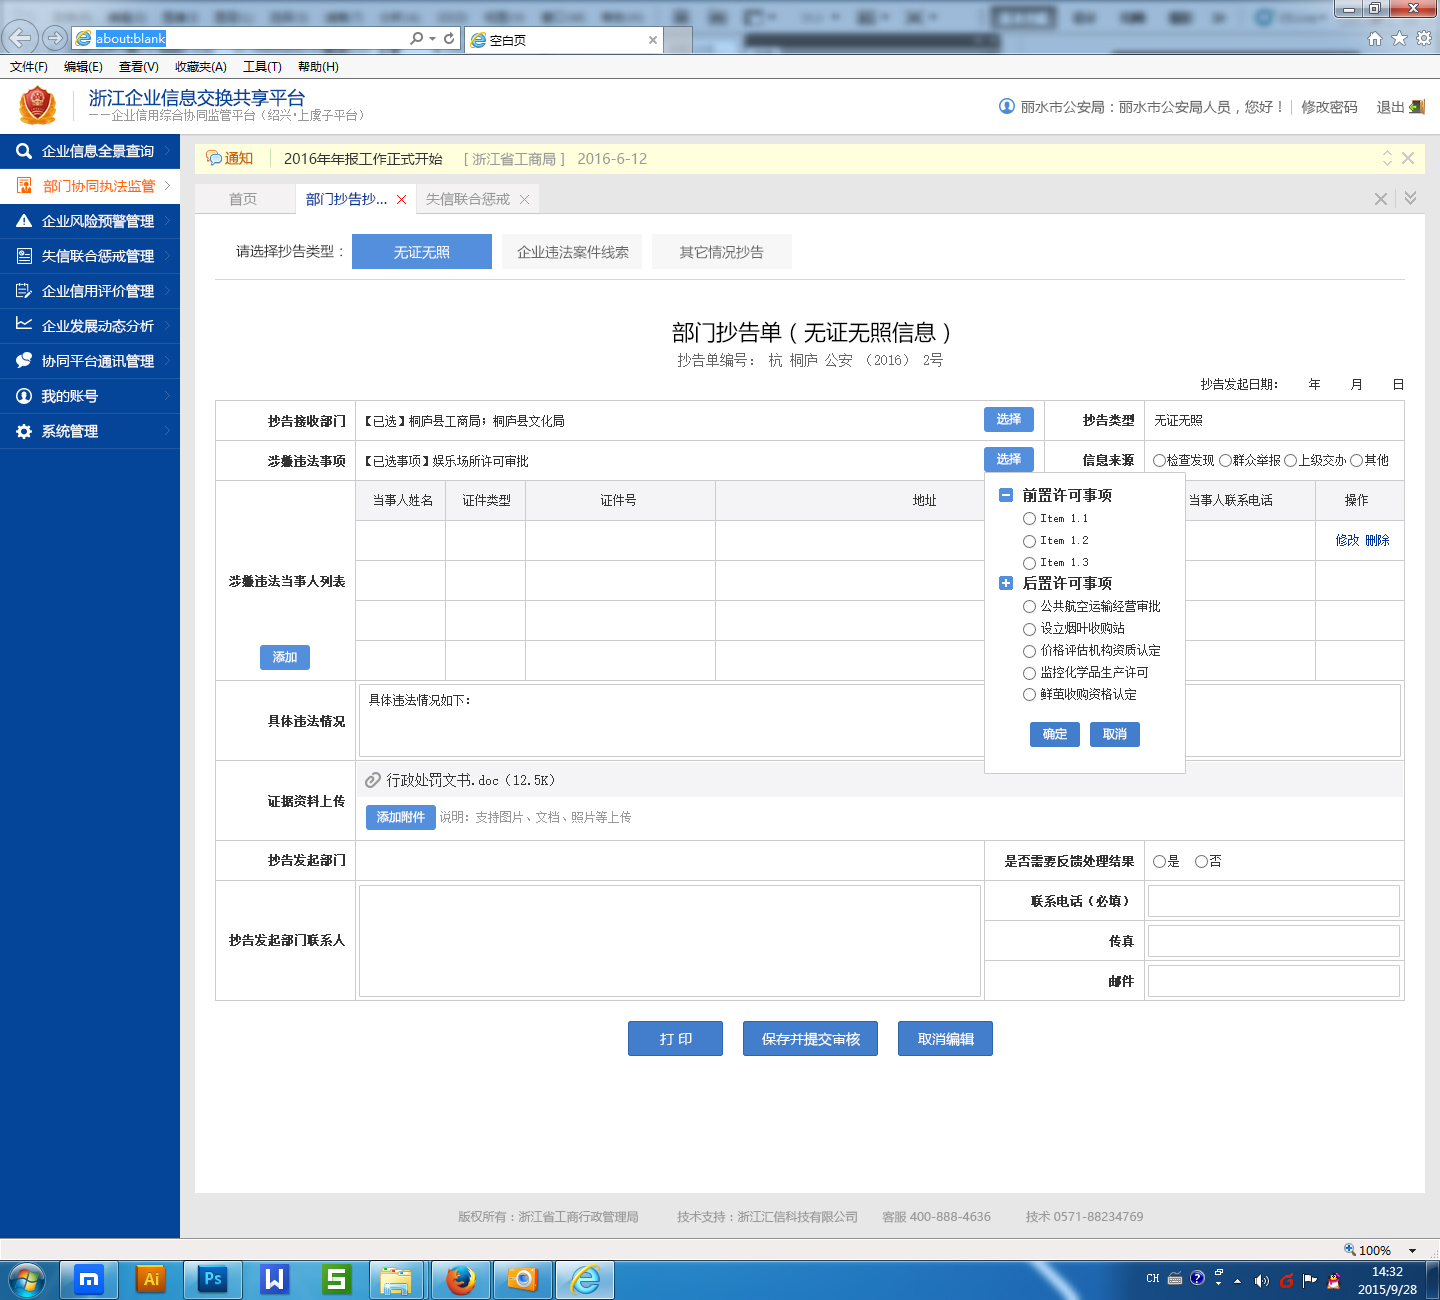 about:blank
空白页
文件(F) 编辑(E) 查看(V) 收藏夹(A) 工具(T) 帮助(H)
浙江企业信息交换共享平台
——企业信用综合协同监管平台（绍兴·上虞子平台）
丽水市公安局：丽水市公安局人员，您好！ 修改密码 退出
企业信息全景查询
部门协同执法监管
企业风险预警管理
失信联合惩戒管理
企业信用评价管理
企业发展动态分析
协同平台通讯管理
我的账号
系统管理
通知 2016年年报工作正式开始 [ 浙江省工商局 ] 2016-6-12
首页 部门抄告抄... 失信联合惩戒
请选择抄告类型： 无证无照 企业违法案件线索 其它情况抄告
部门抄告单（无证无照信息）
抄告单编号： 杭 桐庐 公安 （2016） 2号
抄告发起日期： 年 月 日
抄告接收部门 【已选】桐庐县工商局；桐庐县文化局 选择 抄告类型 无证无照
涉嫌违法事项 【已选事项】娱乐场所许可审批 选择 信息来源 检查发现 群众举报 上级交办 其他
当事人姓名 证件类型 证件号 地址 当事人联系电话 操作
修改 删除
涉嫌违法当事人列表
添加
前置许可事项
Item 1.1
Item 1.2
Item 1.3
后置许可事项
公共航空运输经营审批
设立烟叶收购站
价格评估机构资质认定
监控化学品生产许可
鲜茧收购资格认定
确定 取消
具体违法情况 具体违法情况如下：
证据资料上传 行政处罚文书.doc（12.5K）
添加附件 说明：支持图片、文档、照片等上传
抄告发起部门 是否需要反馈处理结果 是 否
抄告发起部门联系人 联系电话（必填）
传真
邮件
打 印 保存并提交审核 取消编辑
版权所有：浙江省工商行政管理局 技术支持：浙江汇信科技有限公司 客服 400-888-4636 技术 0571-88234769
100%
m Ai Ps W S CH 14:32
2015/9/28